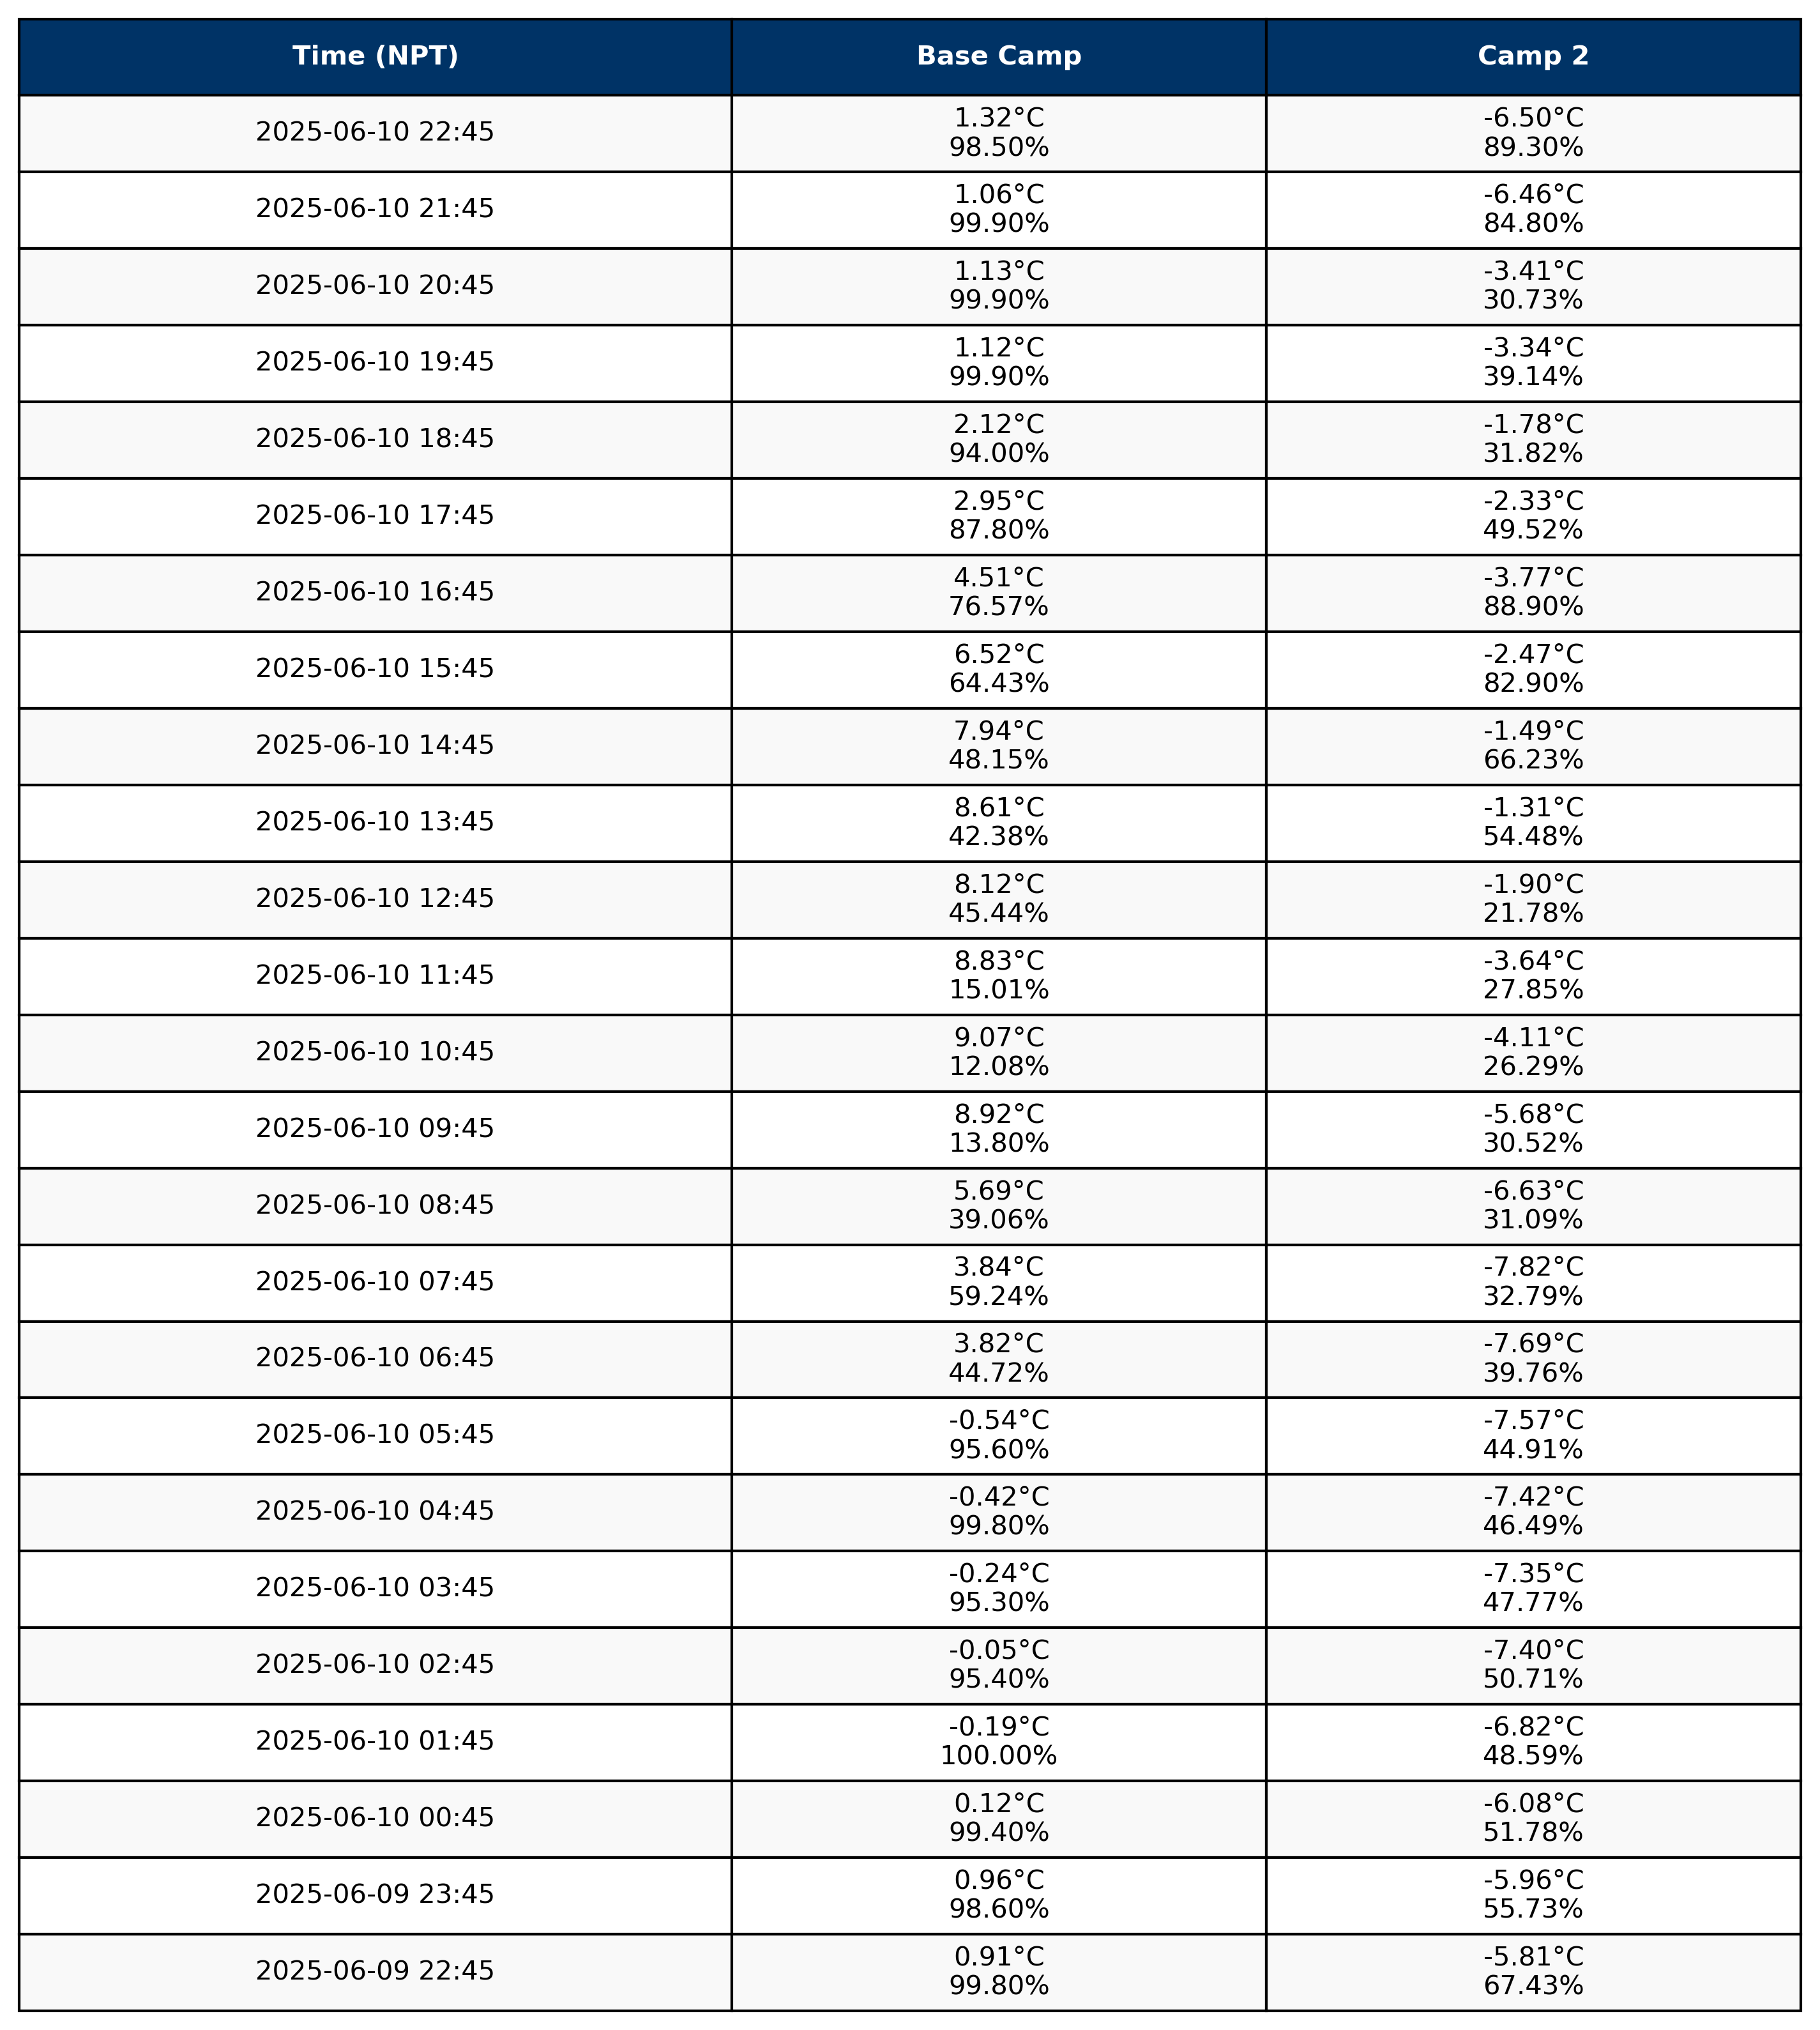 Time (NPT) Base Camp Camp 2
2025-06-10 22:45 1.32°C -6.50°C
98.50% 89.30%
2025-06-10 21:45 1.06°C -6.46°C
99.90% 84.80%
2025-06-10 20:45 1.13°C -3.41°C
99.90% 30.73%
2025-06-10 19:45 1.12°C -3.34°C
99.90% 39.14%
2025-06-10 18:45 2.12°C -1.78°C
94.00% 31.82%
2025-06-10 17:45 2.95°C -2.33°C
87.80% 49.52%
2025-06-10 16:45 4.51°C -3.77°C
76.57% 88.90%
2025-06-10 15:45 6.52°C -2.47°C
64.43% 82.90%
2025-06-10 14:45 7.94°C -1.49°C
48.15% 66.23%
2025-06-10 13:45 8.61°C -1.31°C
42.38% 54.48%
2025-06-10 12:45 8.12°C -1.90°C
45.44% 21.78%
2025-06-10 11:45 8.83°C -3.64°C
15.01% 27.85%
2025-06-10 10:45 9.07°C -4.11°C
12.08% 26.29%
2025-06-10 09:45 8.92°C -5.68°C
13.80% 30.52%
2025-06-10 08:45 5.69°C -6.63°C
39.06% 31.09%
2025-06-10 07:45 3.84°C -7.82°C
59.24% 32.79%
2025-06-10 06:45 3.82°C -7.69°C
44.72% 39.76%
2025-06-10 05:45 -0.54°C -7.57°C
95.60% 44.91%
2025-06-10 04:45 -0.42°C -7.42°C
99.80% 46.49%
2025-06-10 03:45 -0.24°C -7.35°C
95.30% 47.77%
2025-06-10 02:45 -0.05°C -7.40°C
95.40% 50.71%
2025-06-10 01:45 -0.19°C -6.82°C
100.00% 48.59%
2025-06-10 00:45 0.12°C -6.08°C
99.40% 51.78%
2025-06-09 23:45 0.96°C -5.96°C
98.60% 55.73%
2025-06-09 22:45 0.91°C -5.81°C
99.80% 67.43%